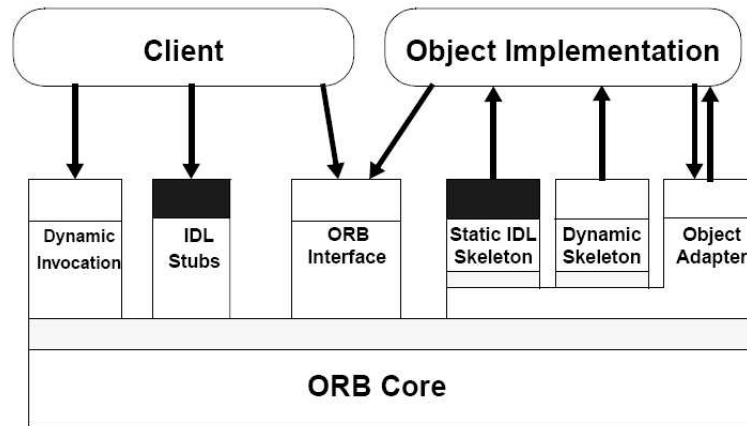 Client
Object Implementation
Dynamic
Invocation
IDL
Stubs
ORB
Interface
Static IDL
Skeleton
Dynamic
Skeleton
Object
Adapter
ORB Core